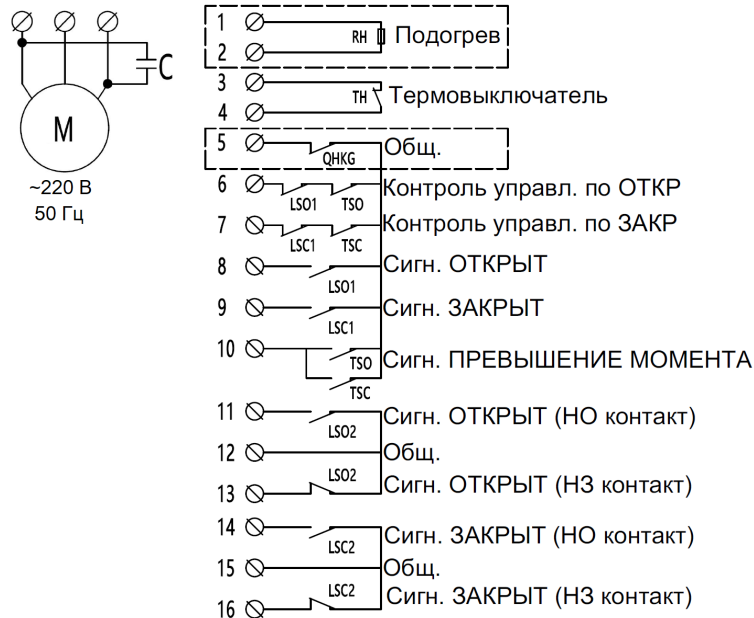 1
RH
Подогрев
2
C
3
TH
Термовыключатель
4
M
5
QHKG
Общ.
~220 В
50 Гц
6
LSO1 TSO
Контроль управл. по ОТКР
7
LSC1 TSC
Контроль управл. по ЗАКР
8
LSO1
Сигн. ОТКРЫТ
9
LSC1
Сигн. ЗАКРЫТ
10
TSO
Сигн. ПРЕВЫШЕНИЕ МОМЕНТА
TSC
11
LSO2
Сигн. ОТКРЫТ (НО контакт)
12
Общ.
13
LSO2
Сигн. ОТКРЫТ (НЗ контакт)
14
LSC2
Сигн. ЗАКРЫТ (НО контакт)
15
Общ.
16
LSC2
Сигн. ЗАКРЫТ (НЗ контакт)